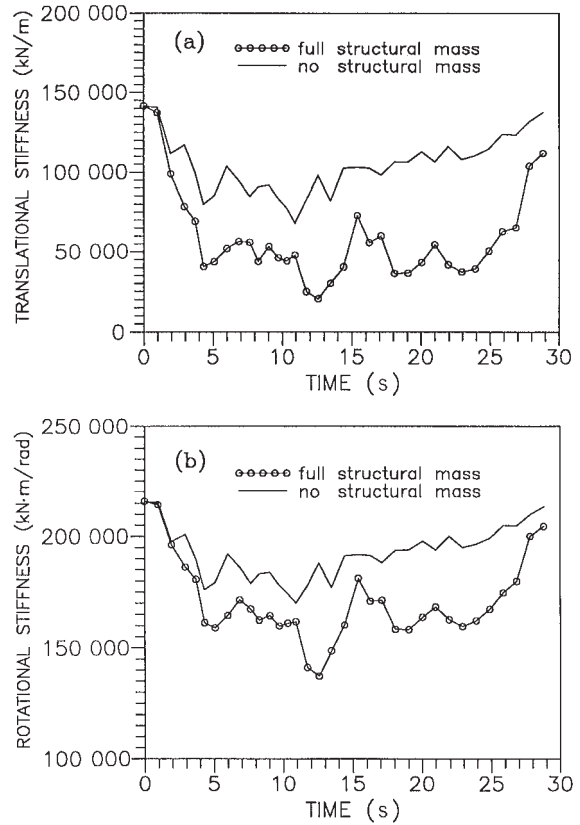 200 000
(a)
full structural mass
no structural mass
150 000
100 000
50 000
0
TRANSLATIONAL STIFFNESS (kN/m)
0 5 10 15 20 25 30
TIME (s)
250 000
(b)
full structural mass
no structural mass
200 000
150 000
100 000
ROTATIONAL STIFFNESS (kN·m/rad)
0 5 10 15 20 25 30
TIME (s)